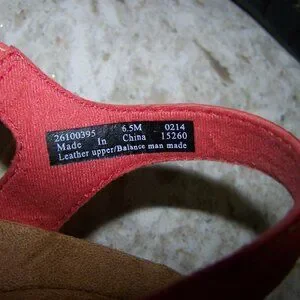 26100395 6.5M 0214
Made In China 15260
Leather upper/Balance man made